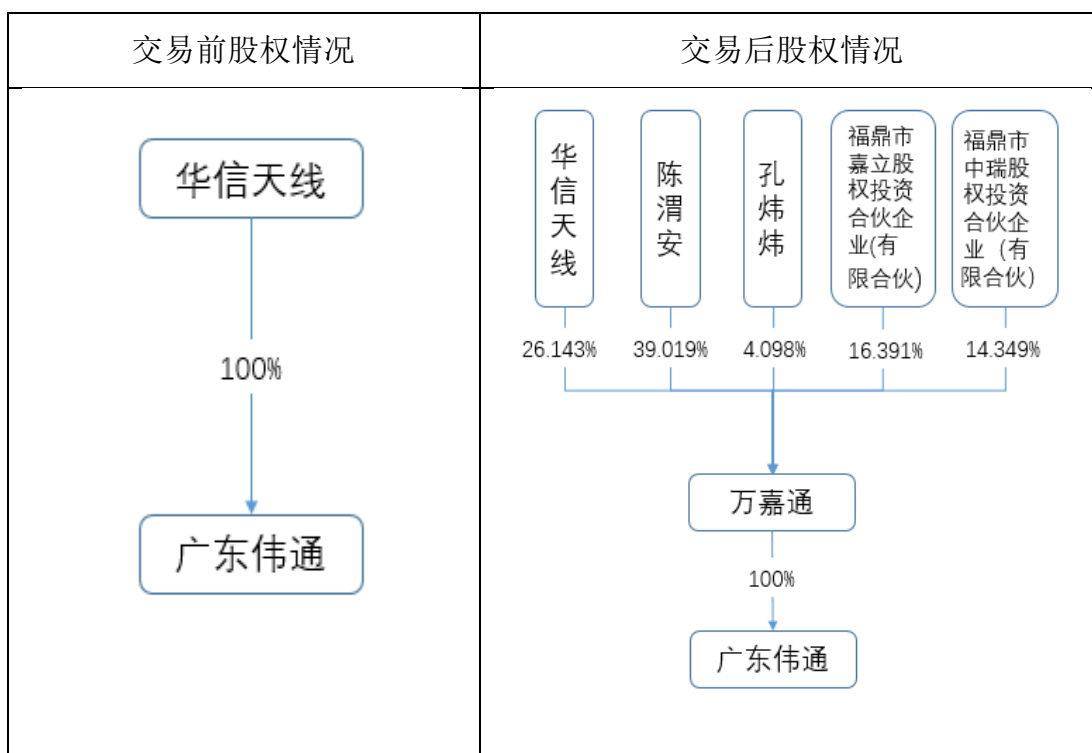 交易前股权情况
交易后股权情况
华信天线
100%
广东伟通
华信天线
陈渭安
孔炜炜
福鼎市
嘉立股
权投资
合伙企
业(有
限合伙)
福鼎市
中瑞股
权投资
合伙企
业（有
限合伙）
26.143%
39.019%
4.098%
16.391%
14.349%
万嘉通
100%
广东伟通